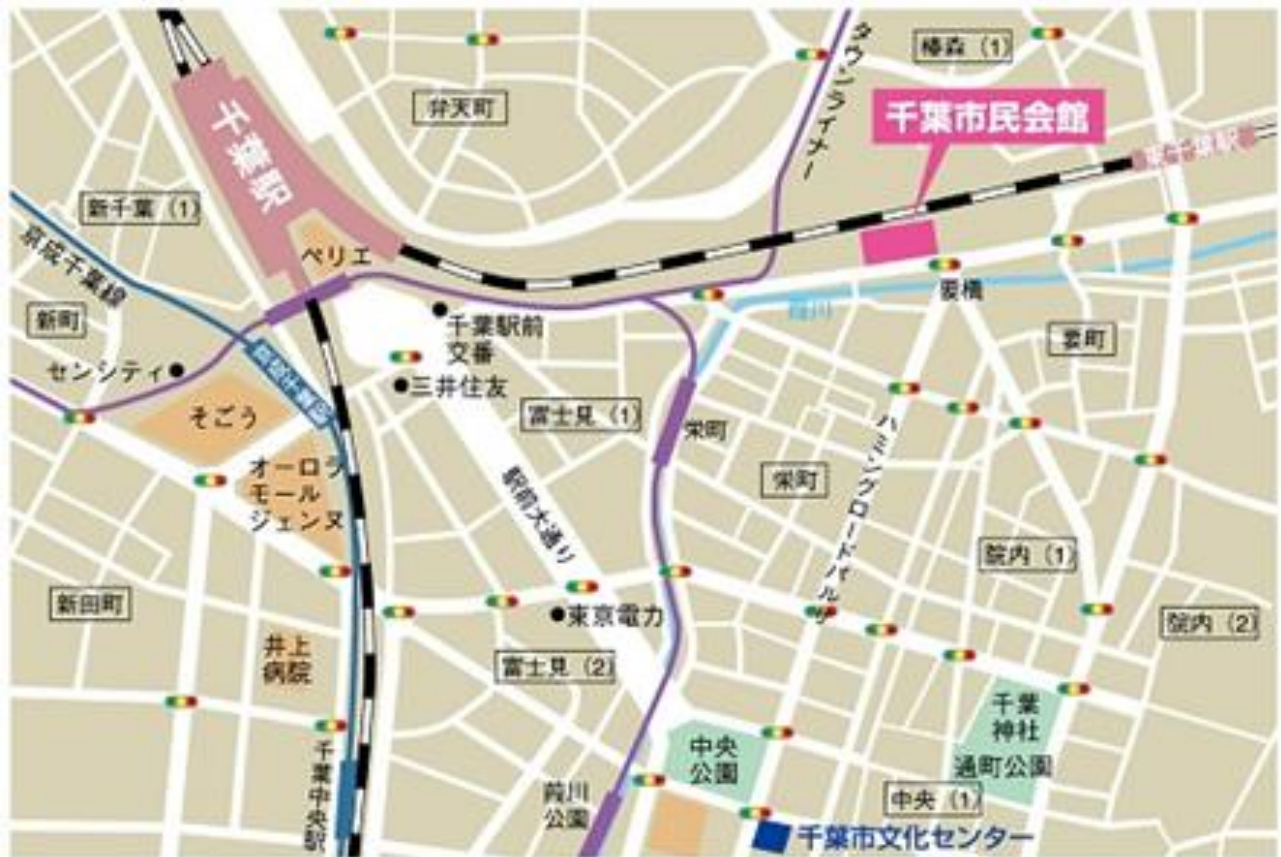 タウンライナー
椿森(1)
弁天町
千葉市民会館
千葉駅
東千葉駅
新千葉(1)
ペリエ
京成千葉線
新町
千葉駅前
交番
要橋
葭川
要町
センシティ
三井住友
そごう
富士見(1)
栄町
栄町
オーロラ
モール
ジェンヌ
駅前大通り
ハミングロードパルサ
院内(1)
新田町
東京電力
院内(2)
井上
病院
富士見(2)
千葉
神社
通町公園
中央
公園
千葉中央駅
葭川
公園
中央(1)
千葉市文化センター